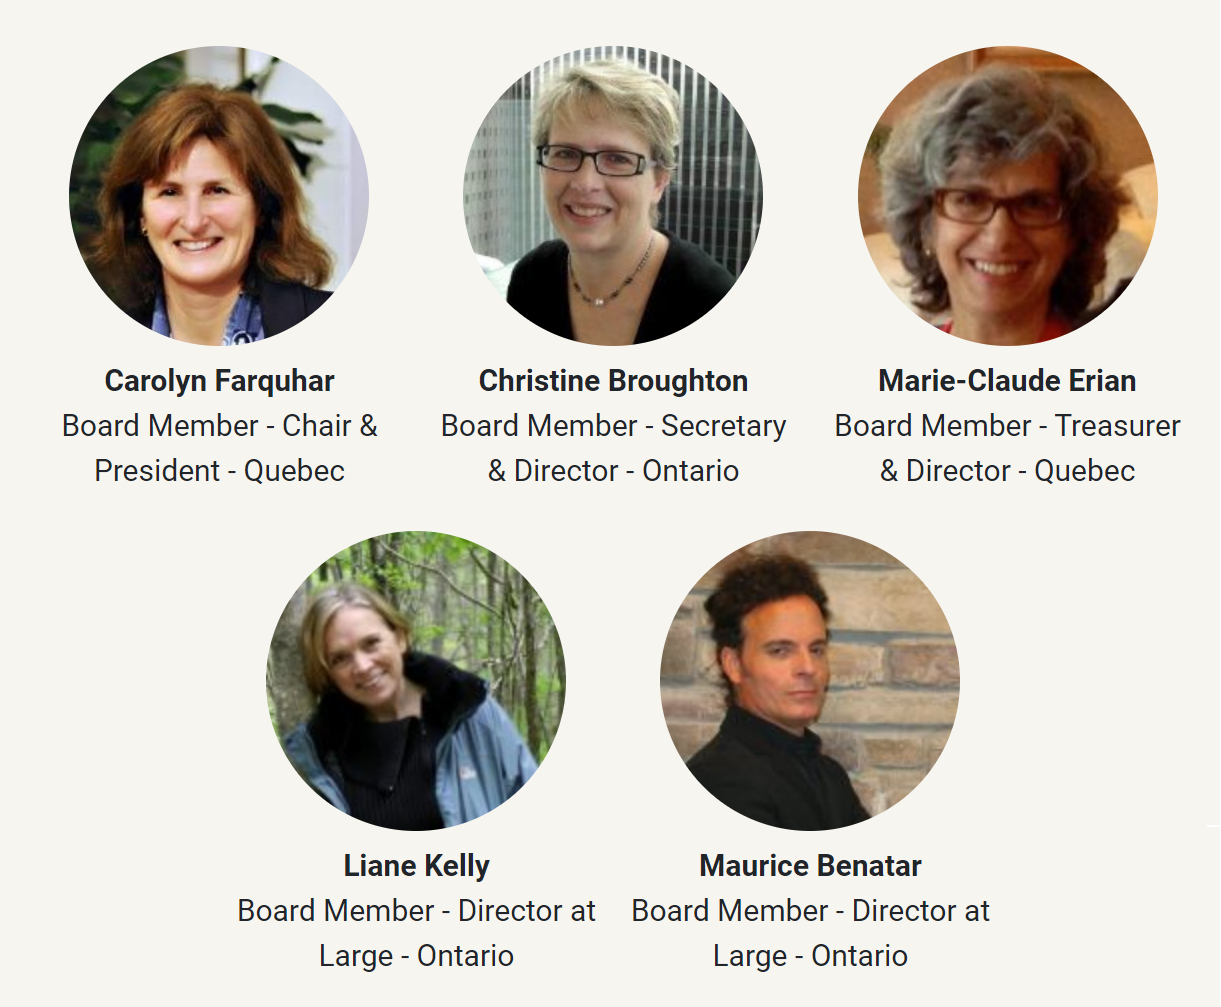 Carolyn Farquhar
Board Member - Chair &
President - Quebec
Christine Broughton
Board Member - Secretary
& Director - Ontario
Marie-Claude Erian
Board Member - Treasurer
& Director - Quebec
Liane Kelly
Board Member - Director at
Large - Ontario
Maurice Benatar
Board Member - Director at
Large - Ontario